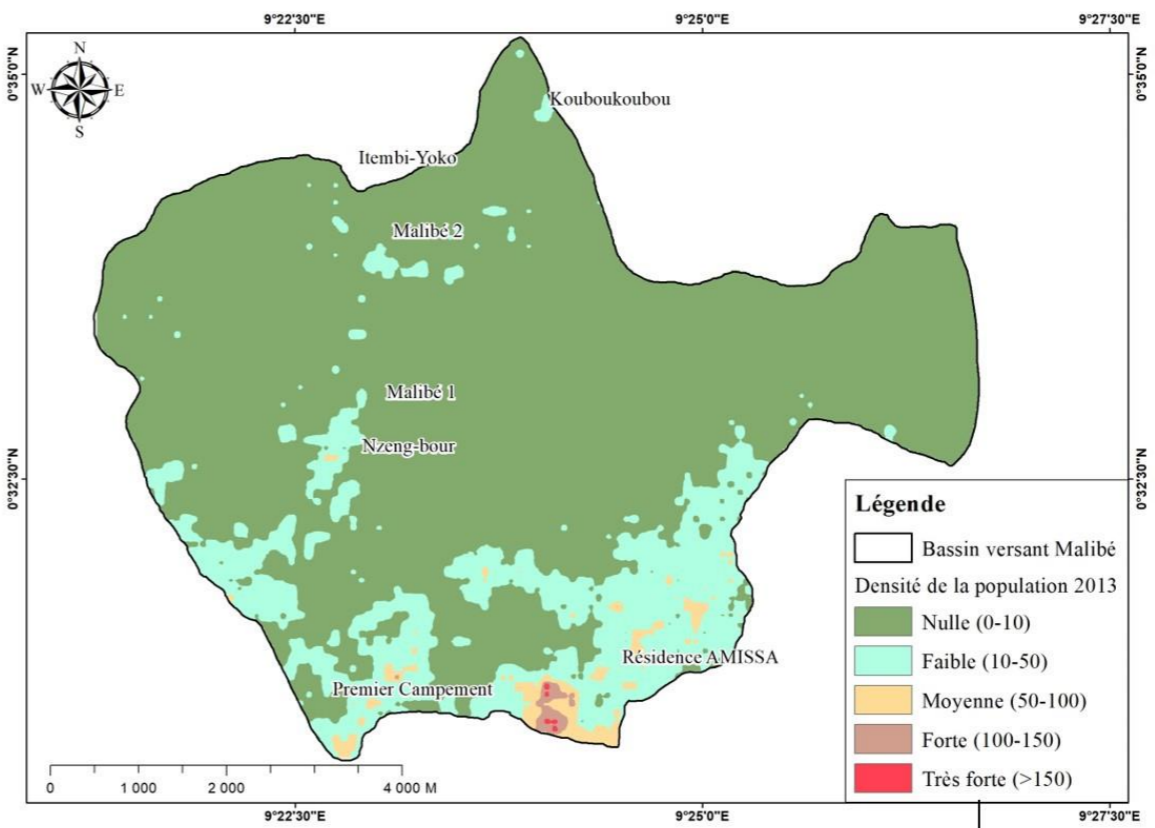 9°22'30"E
9°25'0"E
9°27'30"E
0°35'0"N
0°35'0"N
N
W
E
S
Kouboukoubou
Itembi-Yoko
Malibé 2
Malibé 1
Nzeng-bour
0°32'30"N
0°32'30"N
Légende
Bassin versant Malibé
Densité de la population 2013
Nulle (0-10)
Faible (10-50)
Moyenne (50-100)
Forte (100-150)
Très forte (>150)
Résidence AMISSA
Premier Campement
0
1 000
2 000
4 000 M
9°22'30"E
9°25'0"E
9°27'30"E